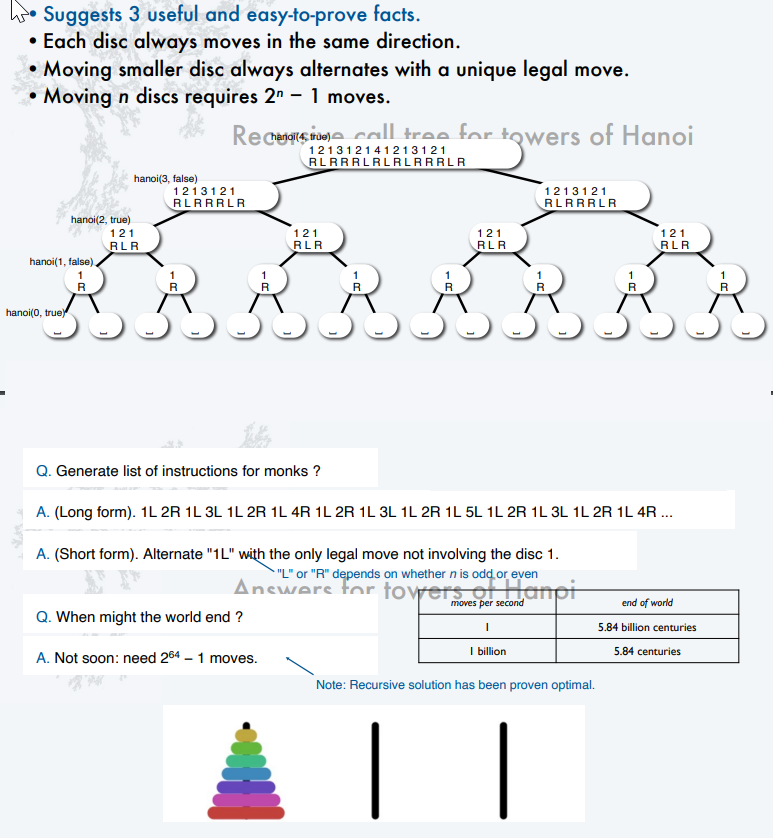 • Suggests 3 useful and easy-to-prove facts.
• Each disc always moves in the same direction.
• Moving smaller disc always alternates with a unique legal move.
• Moving n discs requires 2ⁿ − 1 moves.
Recursive call tree for towers of Hanoi
hanoi(4, true)
1 2 1 3 1 2 1 4 1 2 1 3 1 2 1
R L R R R L R L R L R R R L R
hanoi(3, false)
1 2 1 3 1 2 1
R L R R R L R
1 2 1 3 1 2 1
R L R R R L R
hanoi(2, true)
1 2 1
R L R
1 2 1
R L R
1 2 1
R L R
1 2 1
R L R
hanoi(1, false)
1
R
1
R
1
R
1
R
1
R
1
R
1
R
1
R
hanoi(0, true)
Q. Generate list of instructions for monks ?
A. (Long form). 1L 2R 1L 3L 1L 2R 1L 4R 1L 2R 1L 3L 1L 2R 1L 5L 1L 2R 1L 3L 1L 2R 1L 4R ...
A. (Short form). Alternate "1L" with the only legal move not involving the disc 1.
"L" or "R" depends on whether n is odd or even
Answers for towers of Hanoi
Q. When might the world end ?
A. Not soon: need 2⁶⁴ – 1 moves.
moves per second end of world
1 5.84 billion centuries
1 billion 5.84 centuries
Note: Recursive solution has been proven optimal.